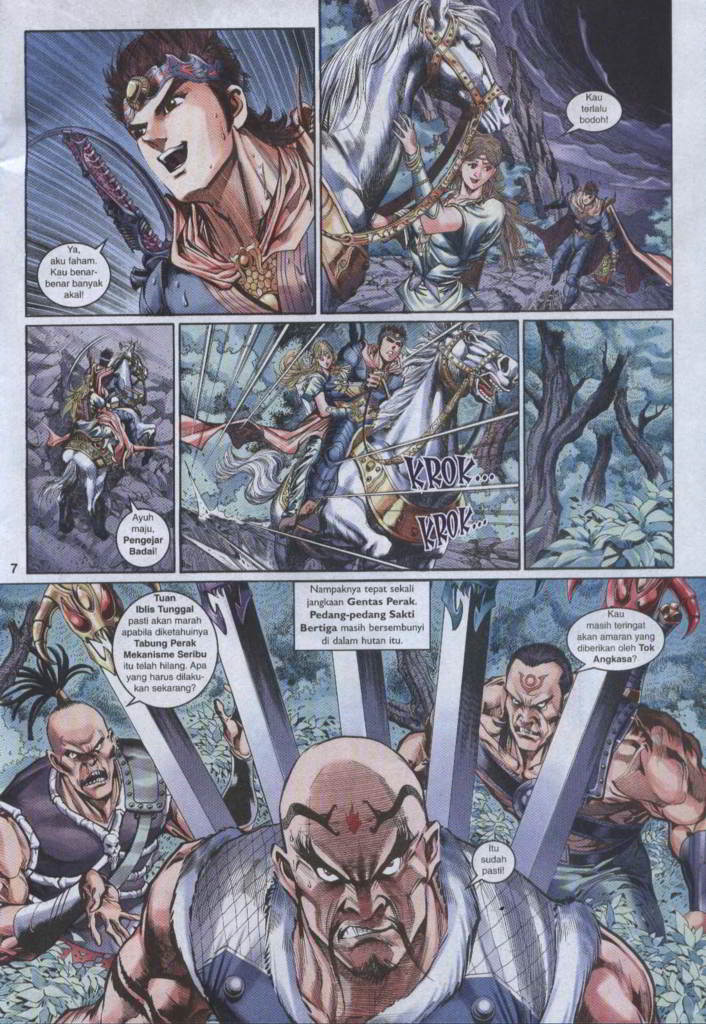 Ya,
aku faham.
Kau benar-
benar banyak
akal!
Kau
terlalu
bodoh!
Ayuh
maju,
Pengejar
Badai!
KROK...
KROK...
7
Tuan
Iblis Tunggal
pasti akan marah
apabila diketahuinya
Tabung Perak
Mekanisme Seribu
itu telah hilang. Apa
yang harus dilaku-
kan sekarang?
Nampaknya tepat sekali
jangkaan Gentas Perak.
Pedang-pedang Sakti
Bertiga masih bersembunyi
di dalam hutan itu.
Kau
masih teringat
akan amaran yang
diberikan oleh Tok
Angkasa?
Itu
sudah
pasti!